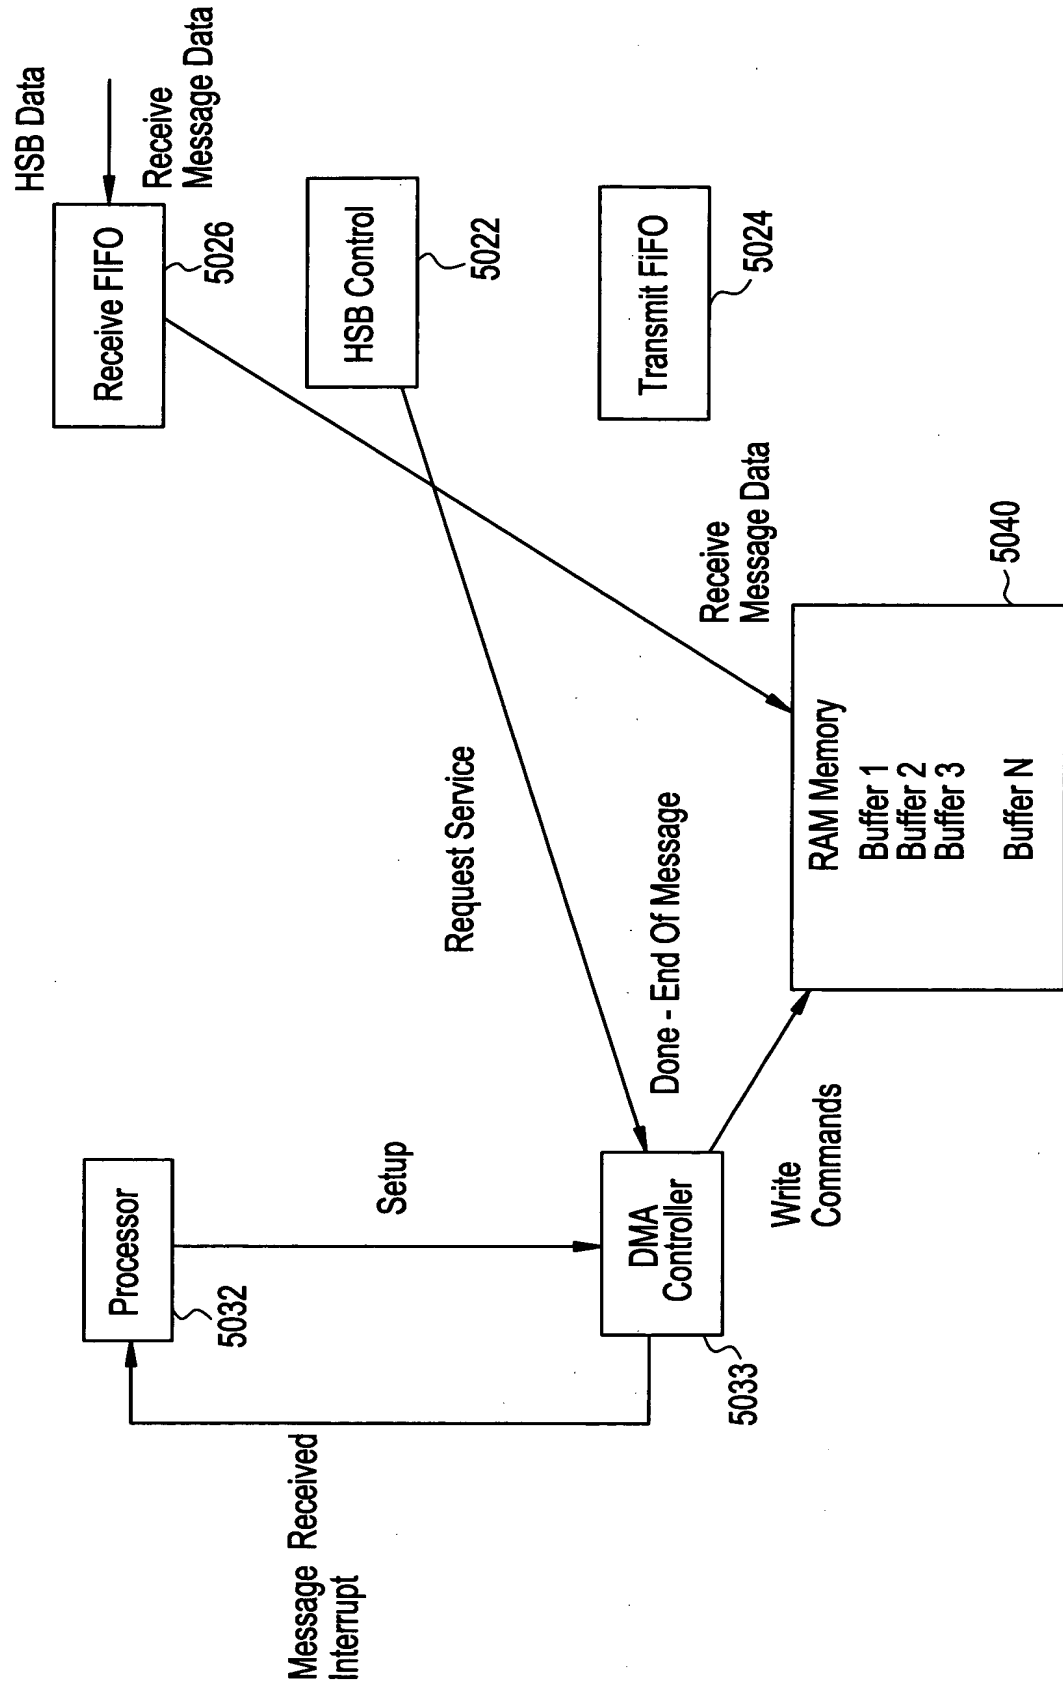 HSB Data
Receive
Message Data
Receive FIFO
5026
HSB Control
5022
Transmit FiFO
5024
Processor
5032
Setup
Request Service
Message Received
Interrupt
DMA
Controller
5033
Done - End Of Message
Write
Commands
Receive
Message Data
RAM Memory
Buffer 1
Buffer 2
Buffer 3
Buffer N
5040